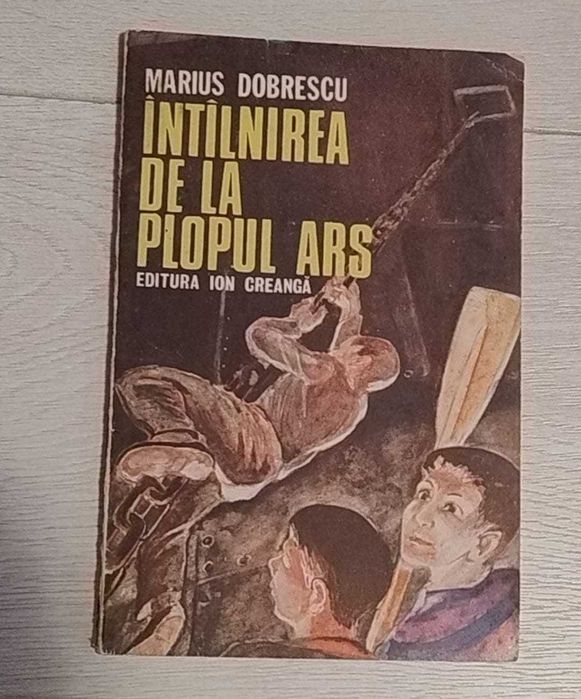 MARIUS DOBRESCU
ÎNTÎLNIREA
DE LA
PLOPUL ARS
EDITURA ION CREANGĂ